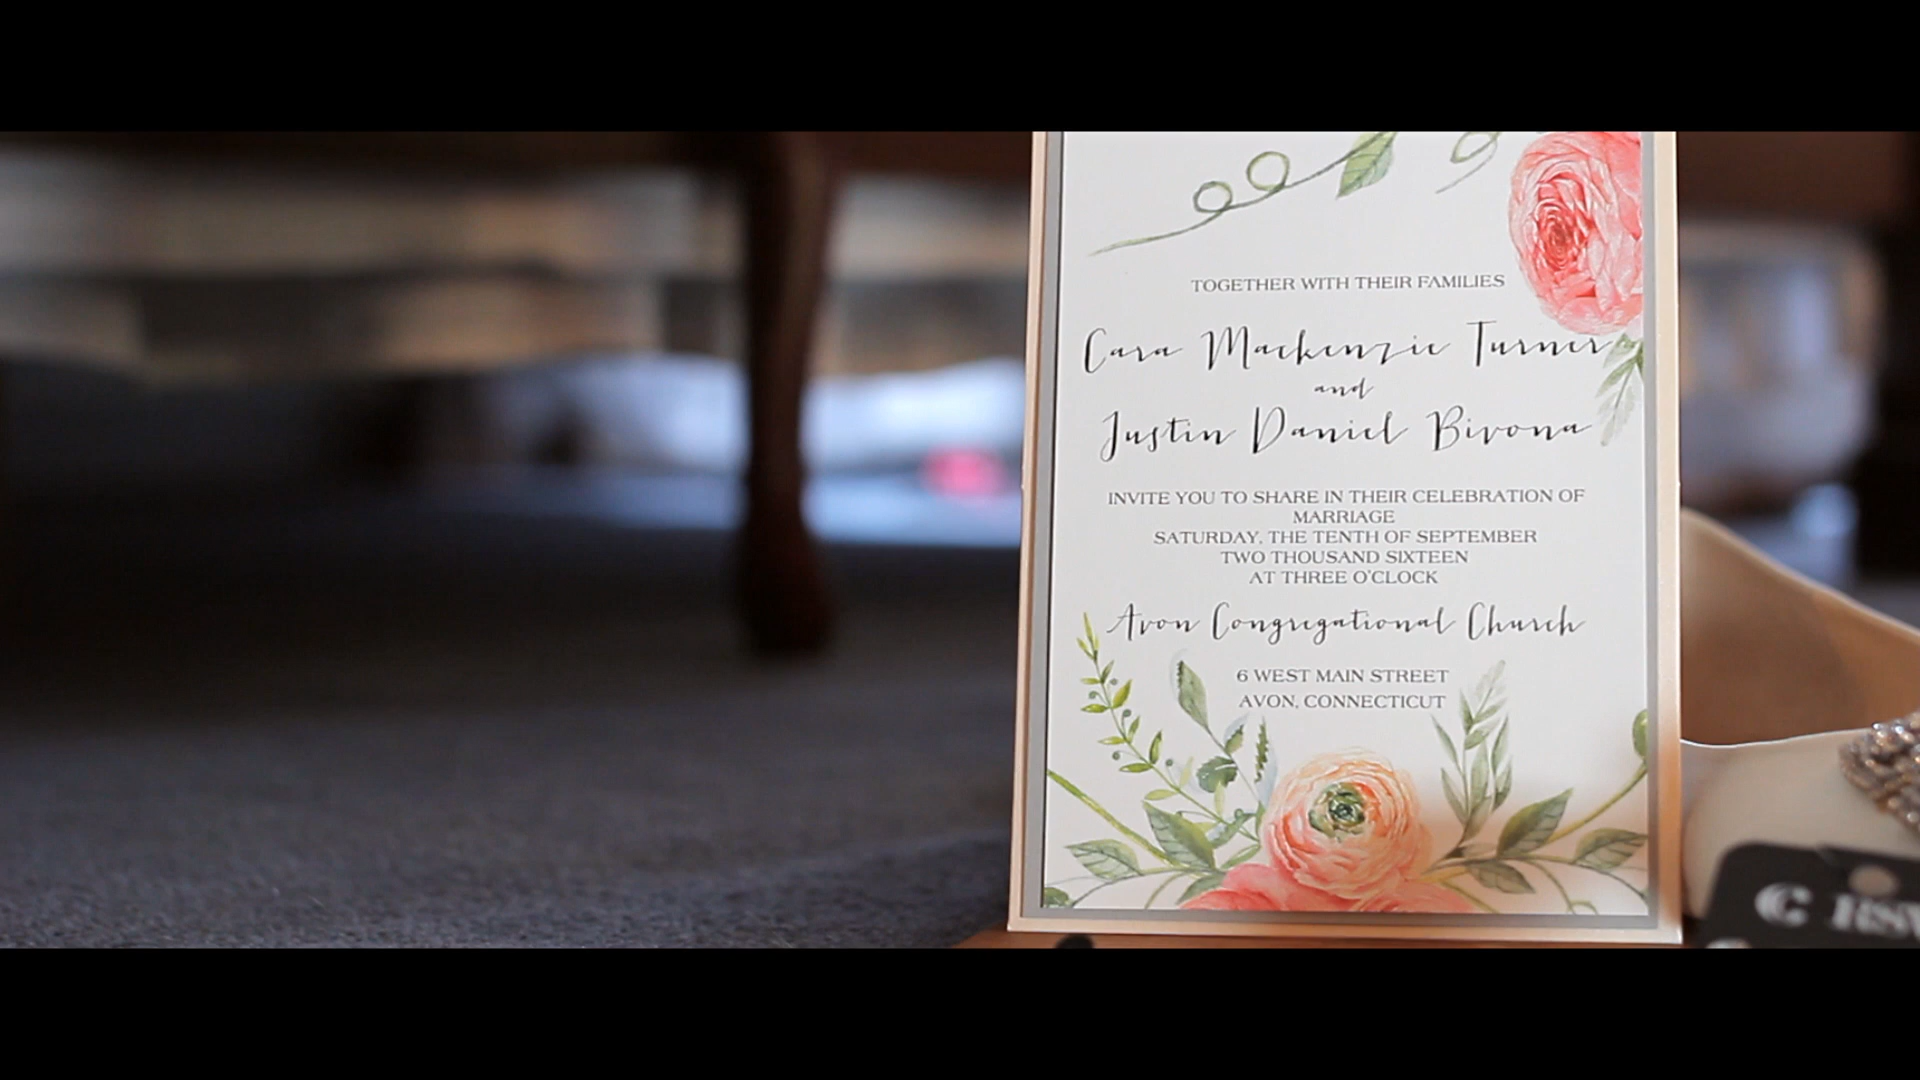 TOGETHER WITH THEIR FAMILIES
Cara Mackenzie Turner
and
Justin Daniel Bivona
INVITE YOU TO SHARE IN THEIR CELEBRATION OF
MARRIAGE
SATURDAY, THE TENTH OF SEPTEMBER
TWO THOUSAND SIXTEEN
AT THREE O'CLOCK
Avon Congregational Church
6 WEST MAIN STREET
AVON, CONNECTICUT